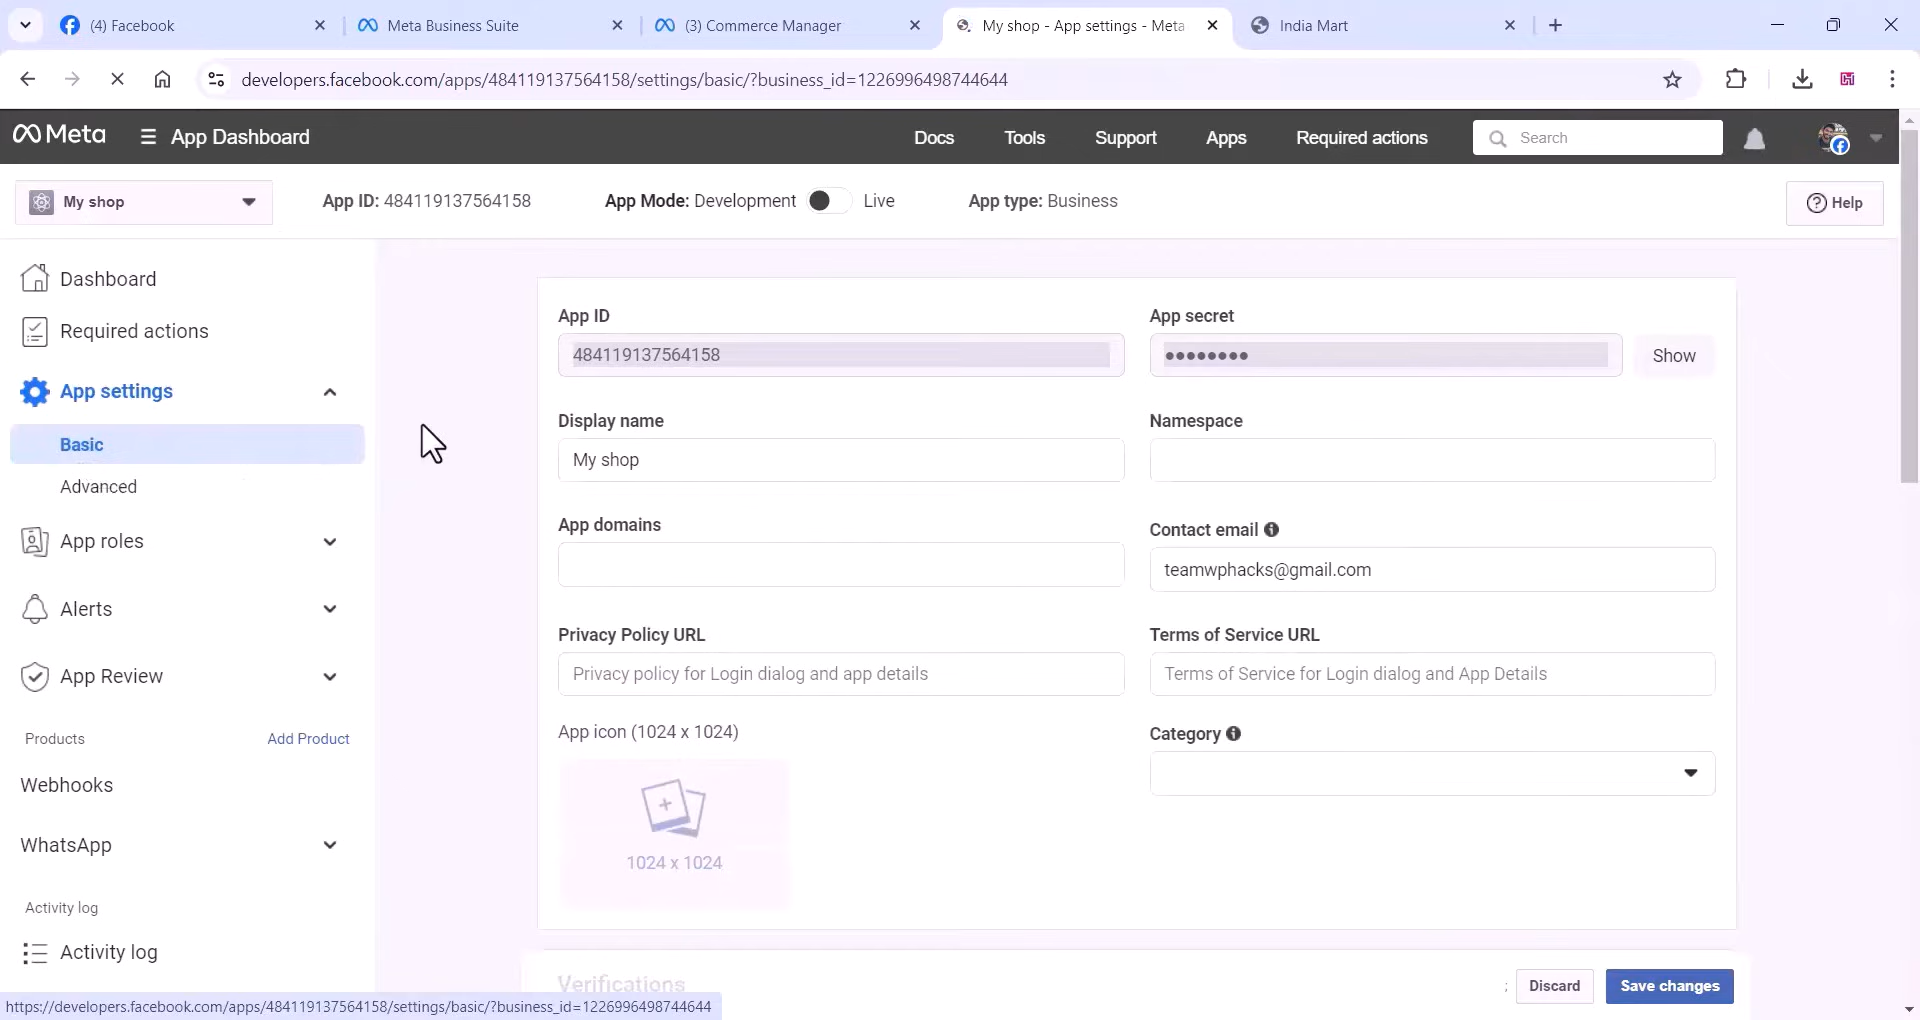 (4) Facebook
Meta Business Suite
(3) Commerce Manager
My shop - App settings - Meta
India Mart
developers.facebook.com/apps/484119137564158/settings/basic/?business_id=1226996498744644
Meta
App Dashboard
Docs
Tools
Support
Apps
Required actions
Search
My shop
App ID: 484119137564158
App Mode: Development
Live
App type: Business
Help
Dashboard
Required actions
App settings
Basic
Advanced
App roles
Alerts
App Review
Products
Add Product
Webhooks
WhatsApp
Activity log
Activity log
App ID
484119137564158
App secret
••••••••
Show
Display name
My shop
Namespace
App domains
Contact email
teamwphacks@gmail.com
Privacy Policy URL
Privacy policy for Login dialog and app details
Terms of Service URL
Terms of Service for Login dialog and App Details
App icon (1024 x 1024)
1024 x 1024
Category
Verifications
Discard
Save changes
https://developers.facebook.com/apps/484119137564158/settings/basic/?business_id=1226996498744644